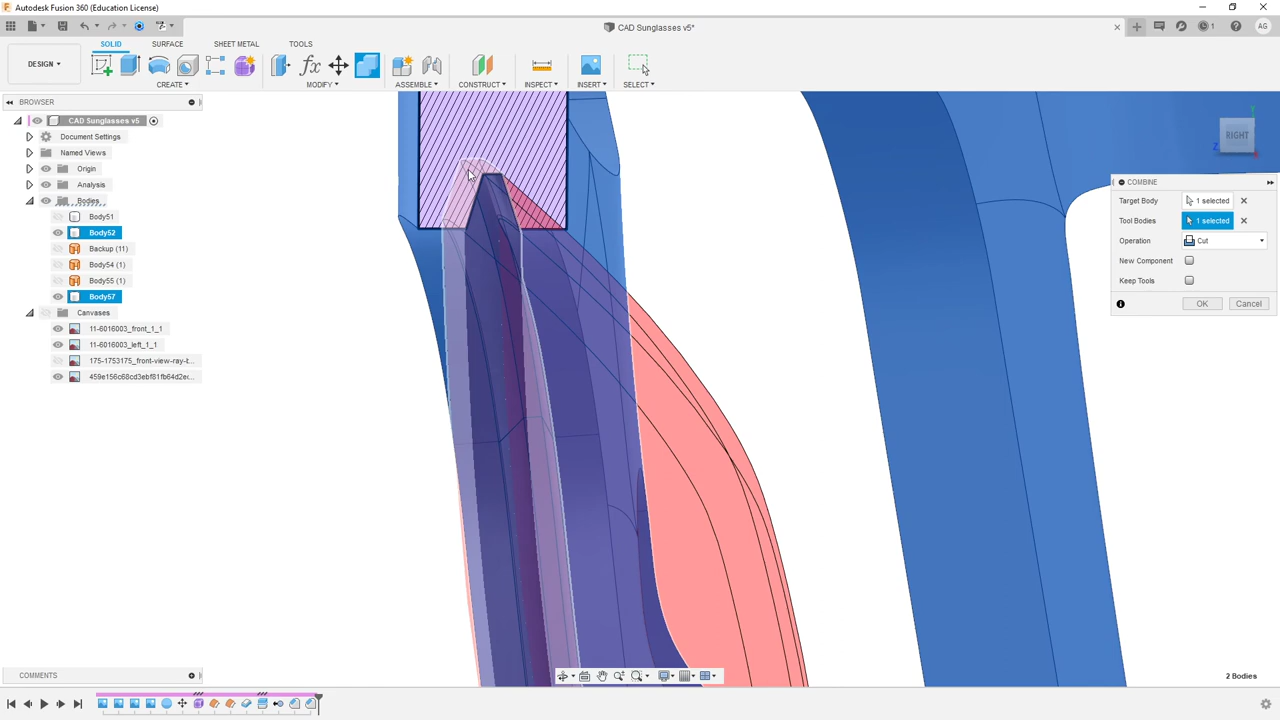 Autodesk Fusion 360 (Education License)
CAD Sunglasses v5*
1
AG
SOLID
SURFACE
SHEET METAL
TOOLS
DESIGN
CREATE
MODIFY
ASSEMBLE
CONSTRUCT
INSPECT
INSERT
SELECT
BROWSER
CAD Sunglasses v5
Document Settings
Named Views
Origin
Analysis
Bodies
Body51
Body52
Backup (11)
Body54 (1)
Body55 (1)
Body57
Canvases
11-6016003_front_1_1
11-6016003_left_1_1
175-1753175_front-view-ray-t...
459e156c68cd3ebf81fb64d2e...
Y
RIGHT
Z
X
COMBINE
Target Body
1 selected
Tool Bodies
1 selected
Operation
Cut
New Component
Keep Tools
OK
Cancel
COMMENTS
2 Bodies